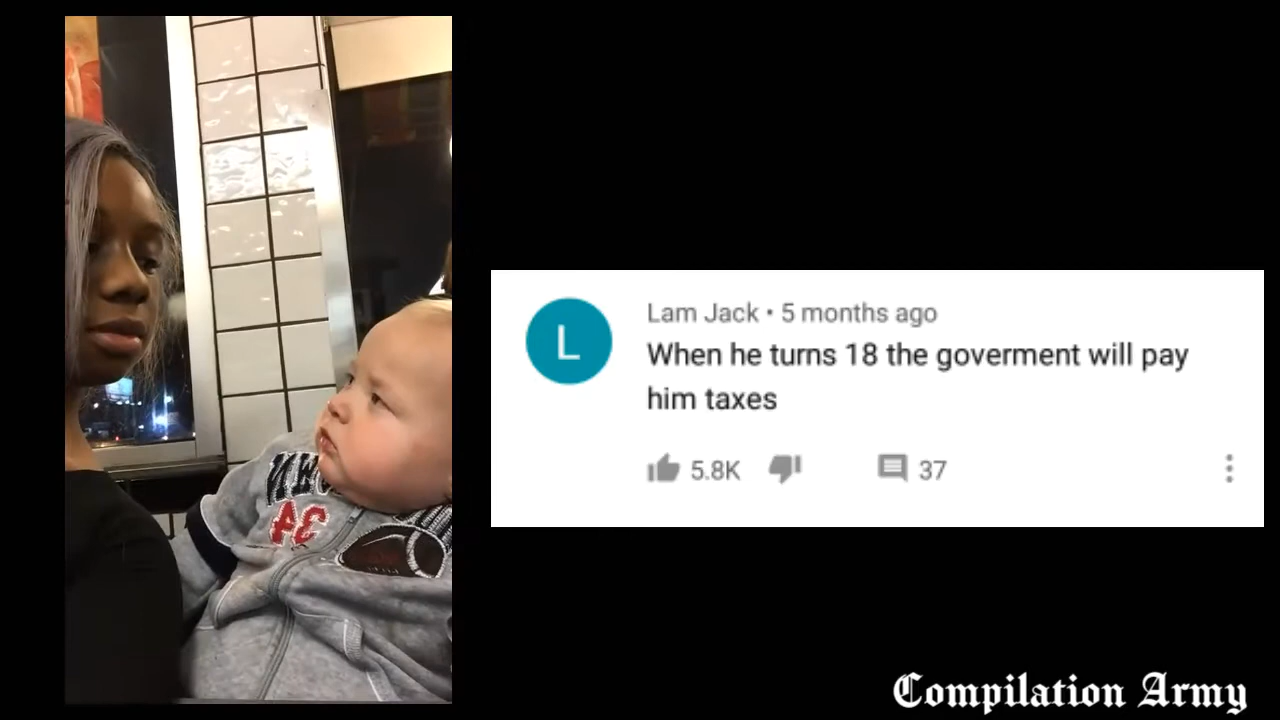 Lam Jack • 5 months ago
L
When he turns 18 the goverment will pay
him taxes
5.8K
37
34
Compilation Army